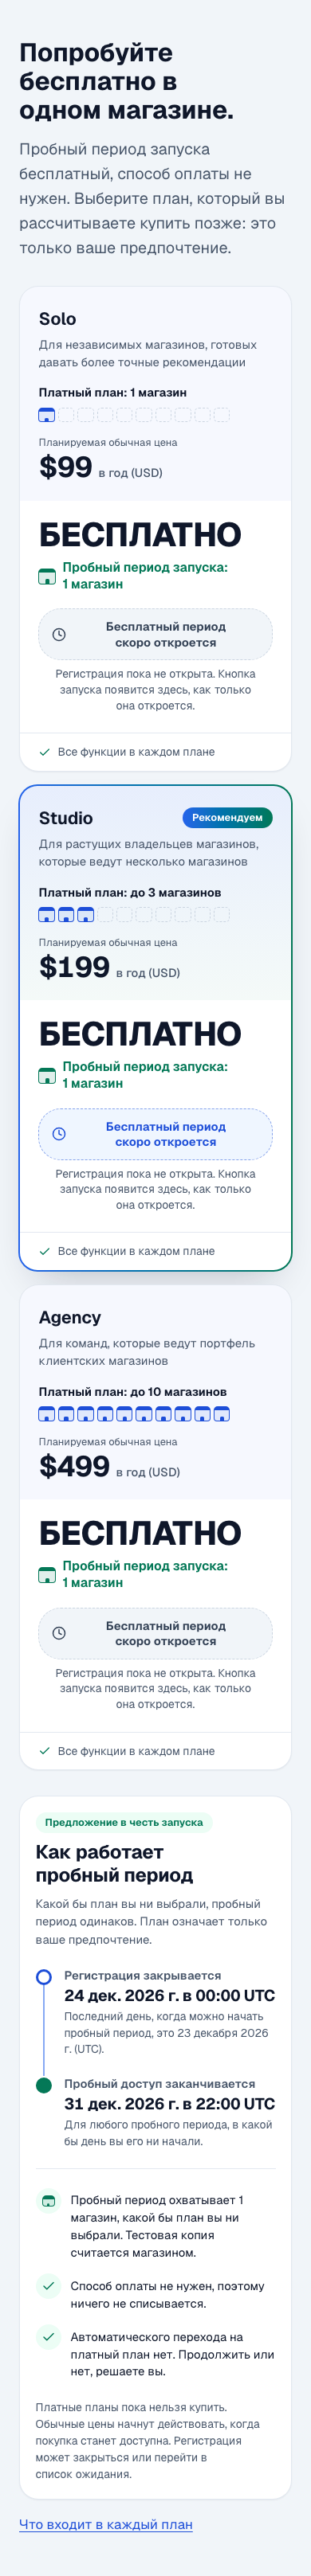 Попробуйте
бесплатно в
одном магазине.
Пробный период запуска
бесплатный, способ оплаты не
нужен. Выберите план, который вы
рассчитываете купить позже: это
только ваше предпочтение.
Solo
Для независимых магазинов, готовых
давать более точные рекомендации
Платный план: 1 магазин
Планируемая обычная цена
$99 в год (USD)
БЕСПЛАТНО
Пробный период запуска:
1 магазин
Бесплатный период
скоро откроется
Регистрация пока не открыта. Кнопка
запуска появится здесь, как только
она откроется.
Все функции в каждом плане
Studio
Рекомендуем
Для растущих владельцев магазинов,
которые ведут несколько магазинов
Платный план: до 3 магазинов
Планируемая обычная цена
$199 в год (USD)
БЕСПЛАТНО
Пробный период запуска:
1 магазин
Бесплатный период
скоро откроется
Регистрация пока не открыта. Кнопка
запуска появится здесь, как только
она откроется.
Все функции в каждом плане
Agency
Для команд, которые ведут портфель
клиентских магазинов
Платный план: до 10 магазинов
Планируемая обычная цена
$499 в год (USD)
БЕСПЛАТНО
Пробный период запуска:
1 магазин
Бесплатный период
скоро откроется
Регистрация пока не открыта. Кнопка
запуска появится здесь, как только
она откроется.
Все функции в каждом плане
Предложение в честь запуска
Как работает
пробный период
Какой бы план вы ни выбрали, пробный
период одинаков. План означает только
ваше предпочтение.
Регистрация закрывается
24 дек. 2026 г. в 00:00 UTC
Последний день, когда можно начать
пробный период, это 23 декабря 2026
г. (UTC).
Пробный доступ заканчивается
31 дек. 2026 г. в 22:00 UTC
Для любого пробного периода, в какой
бы день вы его ни начали.
Пробный период охватывает 1
магазин, какой бы план вы ни
выбрали. Тестовая копия
считается магазином.
Способ оплаты не нужен, поэтому
ничего не списывается.
Автоматического перехода на
платный план нет. Продолжить или
нет, решаете вы.
Платные планы пока нельзя купить.
Обычные цены начнут действовать, когда
покупка станет доступна. Регистрация
может закрыться или перейти в
список ожидания.
Что входит в каждый план